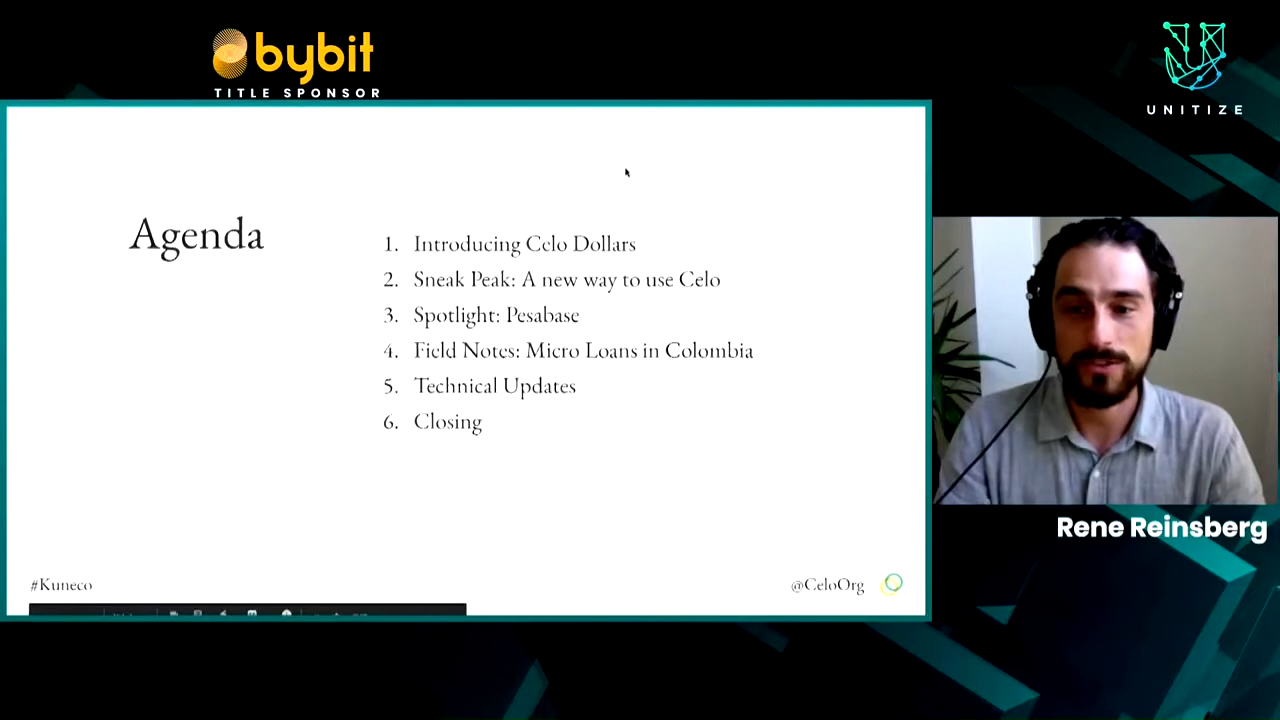 bybit
TITLE SPONSOR
UNITIZE
Agenda
1. Introducing Celo Dollars
2. Sneak Peak: A new way to use Celo
3. Spotlight: Pesabase
4. Field Notes: Micro Loans in Colombia
5. Technical Updates
6. Closing
Rene Reinsberg
#Kuneco
@CeloOrg